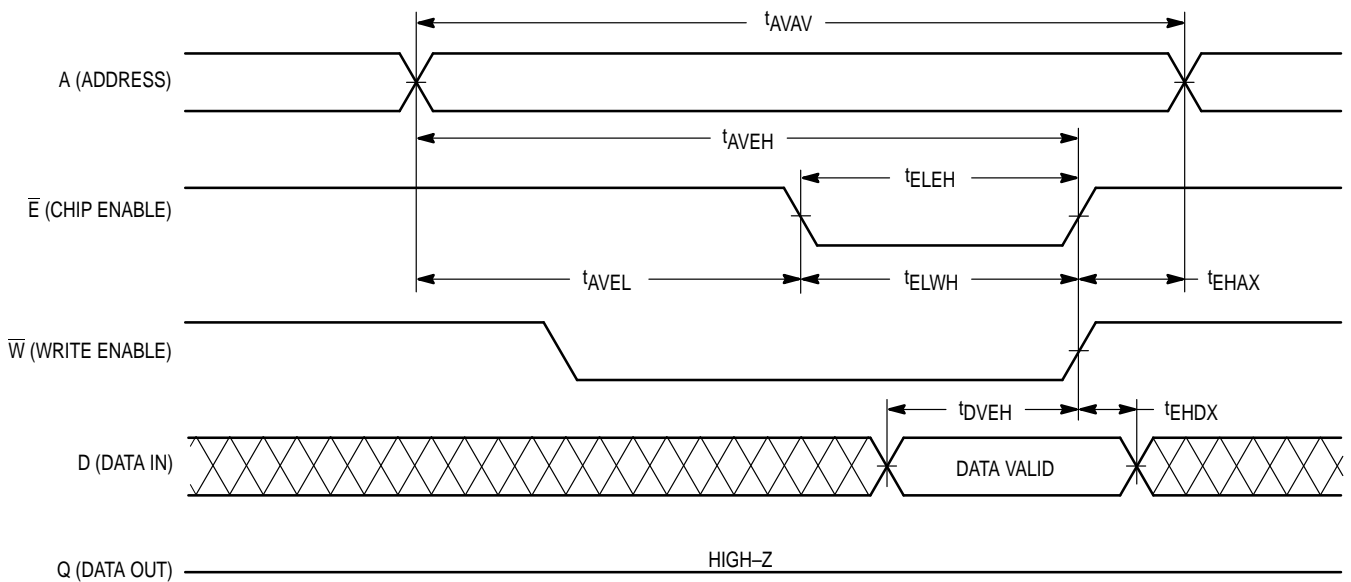 tAVAV
A (ADDRESS)
tAVEH
tELEH
E̅ (CHIP ENABLE)
tAVEL
tELWH
tEHAX
W̅ (WRITE ENABLE)
tDVEH
tEHDX
D (DATA IN)
DATA VALID
HIGH–Z
Q (DATA OUT)